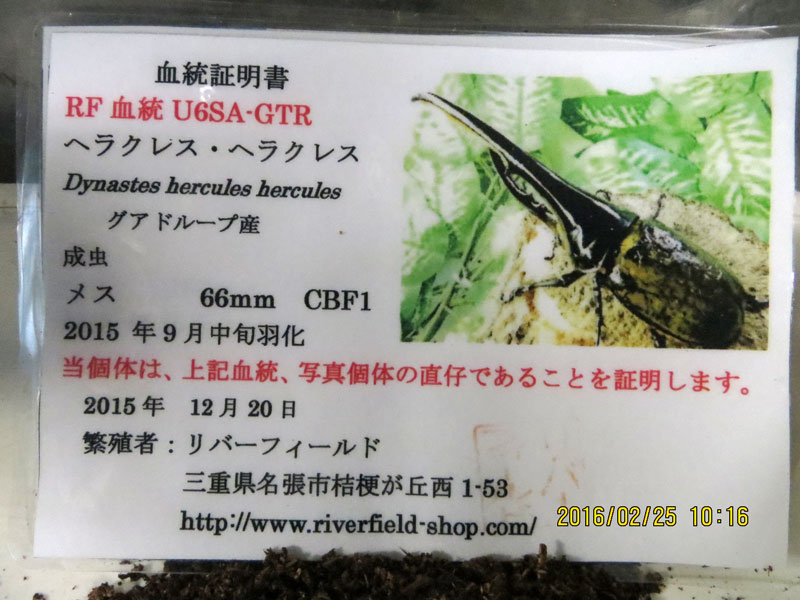 血統証明書
RF 血統 U6SA-GTR
ヘラクレス・ヘラクレス
Dynastes hercules hercules
グアドループ産
成虫
メス 66mm CBF1
2015 年 9 月中旬羽化
当個体は、上記血統、写真個体の直仔であることを証明します。
2015 年 12 月 20 日
繁殖者：リバーフィールド
三重県名張市桔梗が丘西 1-53
http://www.riverfield-shop.com/
2016/02/25 10:16